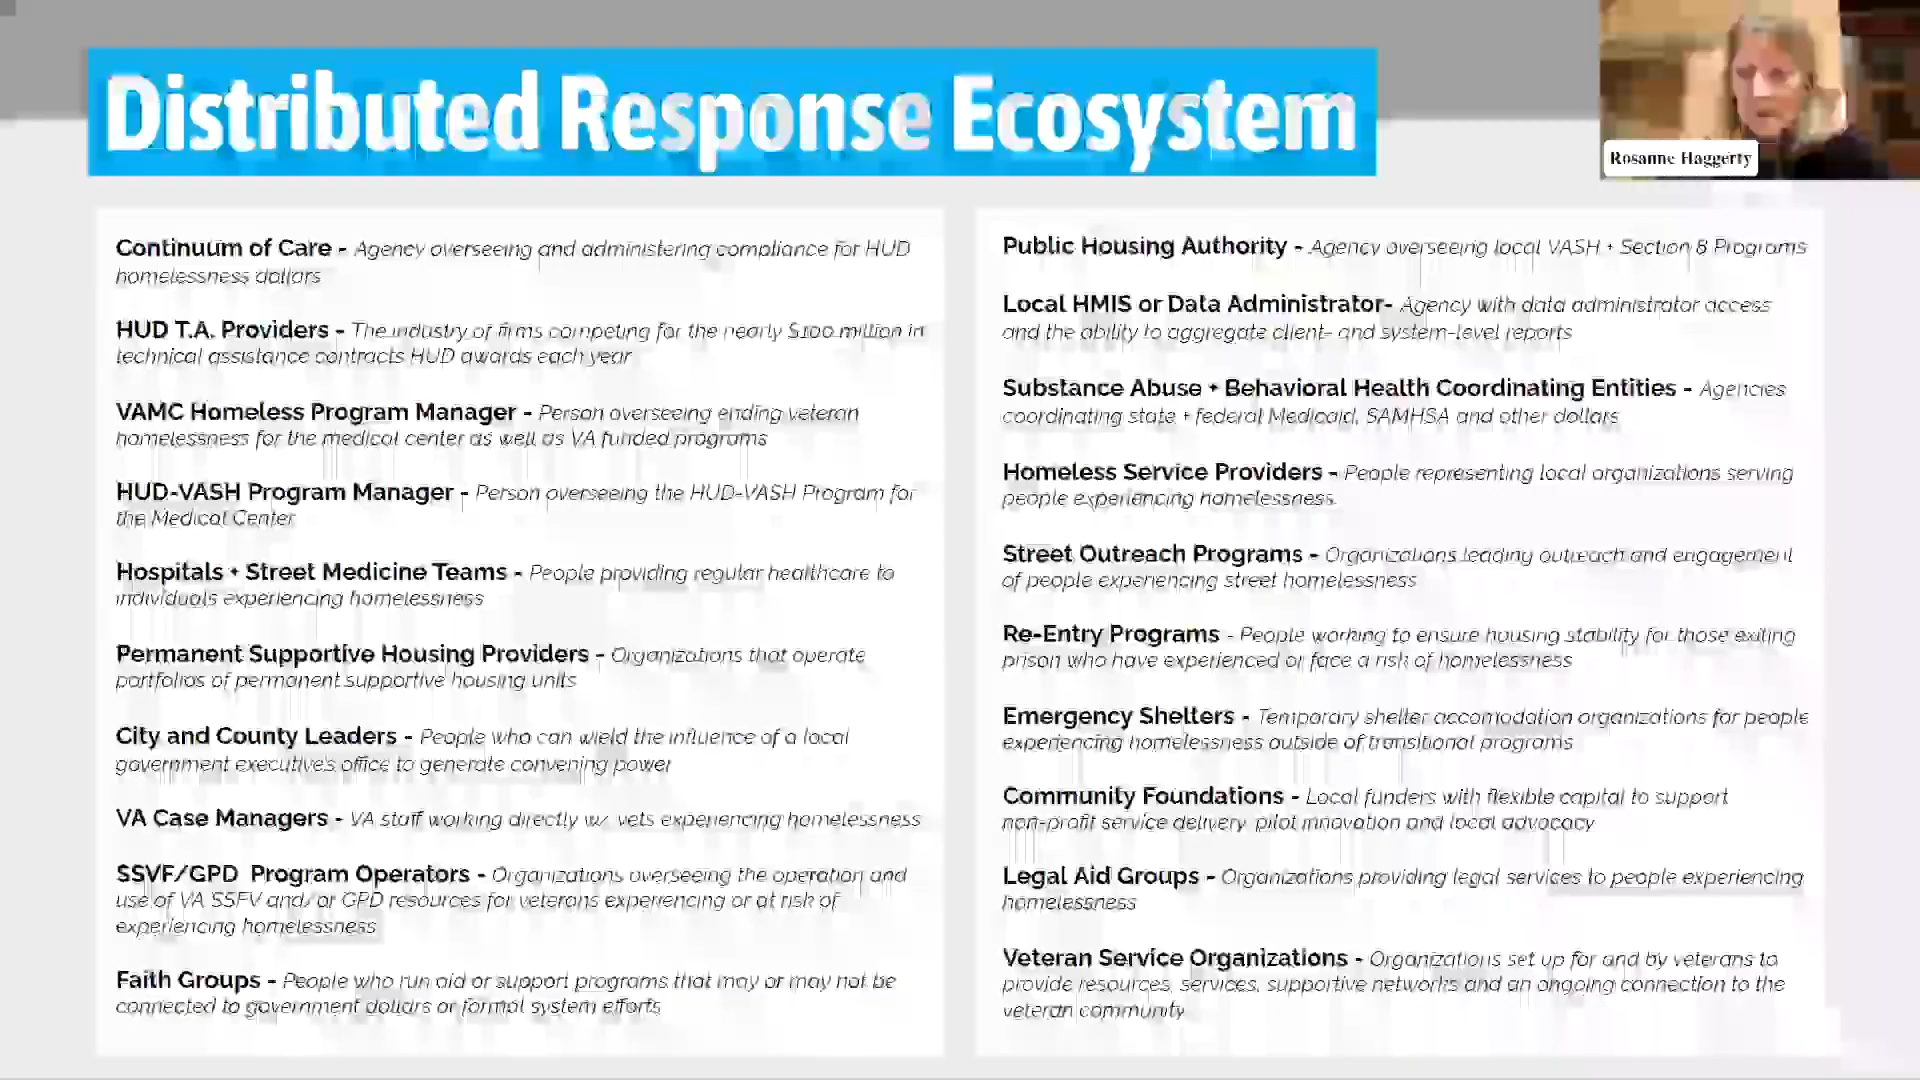 Distributed Response Ecosystem
Rosanne Haggerty
Continuum of Care - Agency overseeing and administering compliance for HUD
homelessness dollars
HUD T.A. Providers - The industry of firms competing for the nearly $100 million in
technical assistance contracts HUD awards each year
VAMC Homeless Program Manager - Person overseeing ending veteran
homelessness for the medical center as well as VA funded programs
HUD-VASH Program Manager - Person overseeing the HUD-VASH Program for
the Medical Center
Hospitals + Street Medicine Teams - People providing regular healthcare to
individuals experiencing homelessness
Permanent Supportive Housing Providers - Organizations that operate
portfolios of permanent supportive housing units
City and County Leaders - People who can wield the influence of a local
government executive's office to generate convening power
VA Case Managers - VA staff working directly w/ vets experiencing homelessness
SSVF/GPD Program Operators - Organizations overseeing the operation and
use of VA SSFV and/ or GPD resources for veterans experiencing or at risk of
experiencing homelessness
Faith Groups - People who run aid or support programs that may or may not be
connected to government dollars or formal system efforts
Public Housing Authority - Agency overseeing local VASH + Section 8 Programs
Local HMIS or Data Administrator- Agency with data administrator access
and the ability to aggregate client- and system-level reports
Substance Abuse + Behavioral Health Coordinating Entities - Agencies
coordinating state + federal Medicaid, SAMHSA and other dollars
Homeless Service Providers - People representing local organizations serving
people experiencing homelessness.
Street Outreach Programs - Organizations leading outreach and engagement
of people experiencing street homelessness
Re-Entry Programs - People working to ensure housing stability for those exiting
prison who have experienced or face a risk of homelessness
Emergency Shelters - Temporary shelter accomodation organizations for people
experiencing homelessness outside of transitional programs
Community Foundations - Local funders with flexible capital to support
non-profit service delivery, pilot innovation and local advocacy
Legal Aid Groups - Organizations providing legal services to people experiencing
homelessness
Veteran Service Organizations - Organizations set up for and by veterans to
provide resources, services, supportive networks and an ongoing connection to the
veteran community.